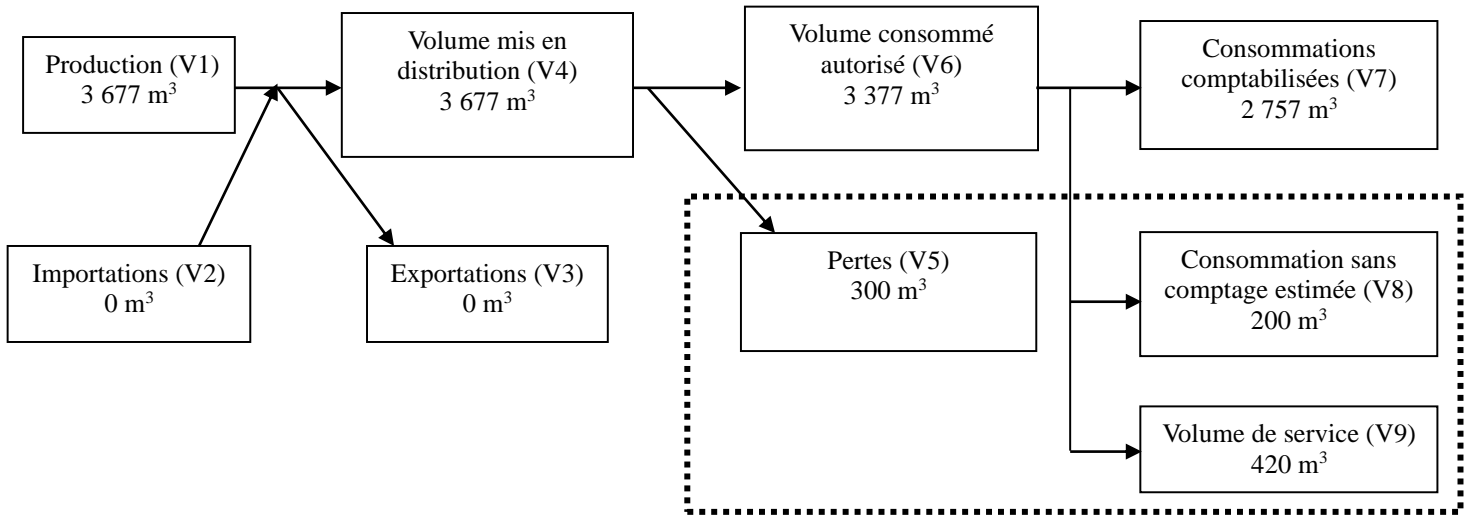 Production (V1)
3 677 m³
Volume mis en
distribution (V4)
3 677 m³
Volume consommé
autorisé (V6)
3 377 m³
Consommations
comptabilisées (V7)
2 757 m³
Importations (V2)
0 m³
Exportations (V3)
0 m³
Pertes (V5)
300 m³
Consommation sans
comptage estimée (V8)
200 m³
Volume de service (V9)
420 m³